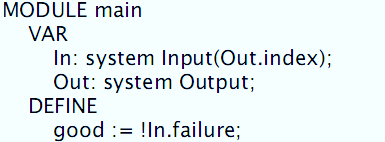 MODULE main
VAR
In: system Input(Out.index);
Out: system Output;
DEFINE
good := !In.failure;